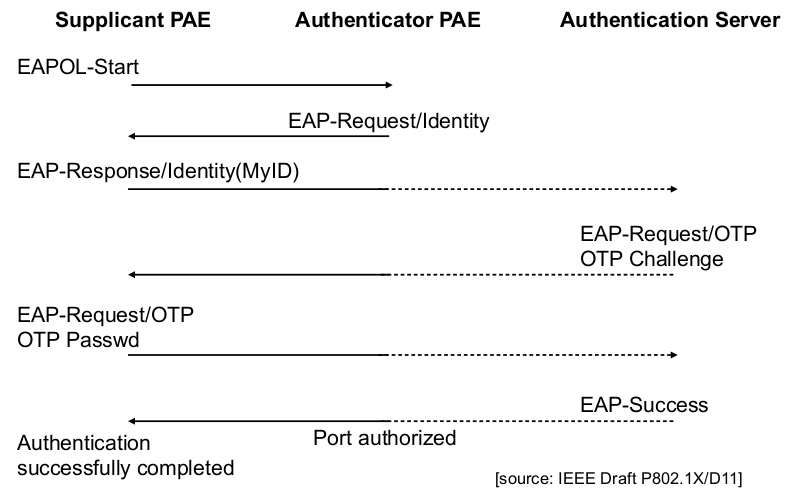 Supplicant PAE Authenticator PAE Authentication Server
EAPOL-Start
EAP-Request/Identity
EAP-Response/Identity(MyID)
EAP-Request/OTP
OTP Challenge
EAP-Request/OTP
OTP Passwd
EAP-Success
Port authorized
Authentication
successfully completed
[source: IEEE Draft P802.1X/D11]